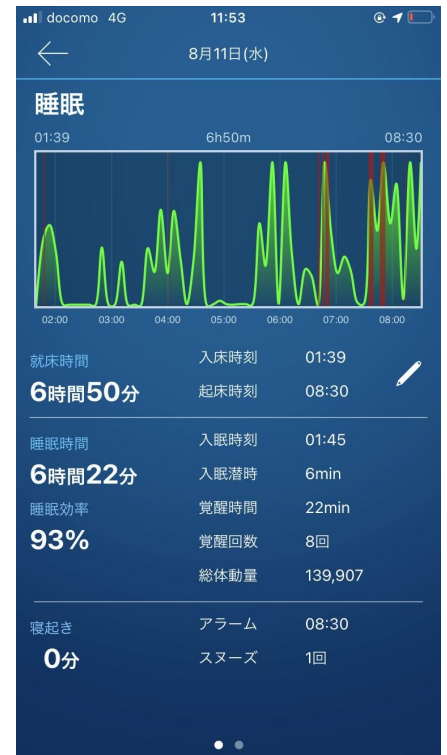 docomo 4G 11:53
8月11日(水)
睡眠
01:39 6h50m 08:30
02:00 03:00 04:00 05:00 06:00 07:00 08:00
就床時間 入床時刻 01:39
6時間50分 起床時刻 08:30
睡眠時間 入眠時刻 01:45
6時間22分 入眠潜時 6min
睡眠効率 覚醒時間 22min
93% 覚醒回数 8回
総体動量 139,907
寝起き アラーム 08:30
0分 スヌーズ 1回